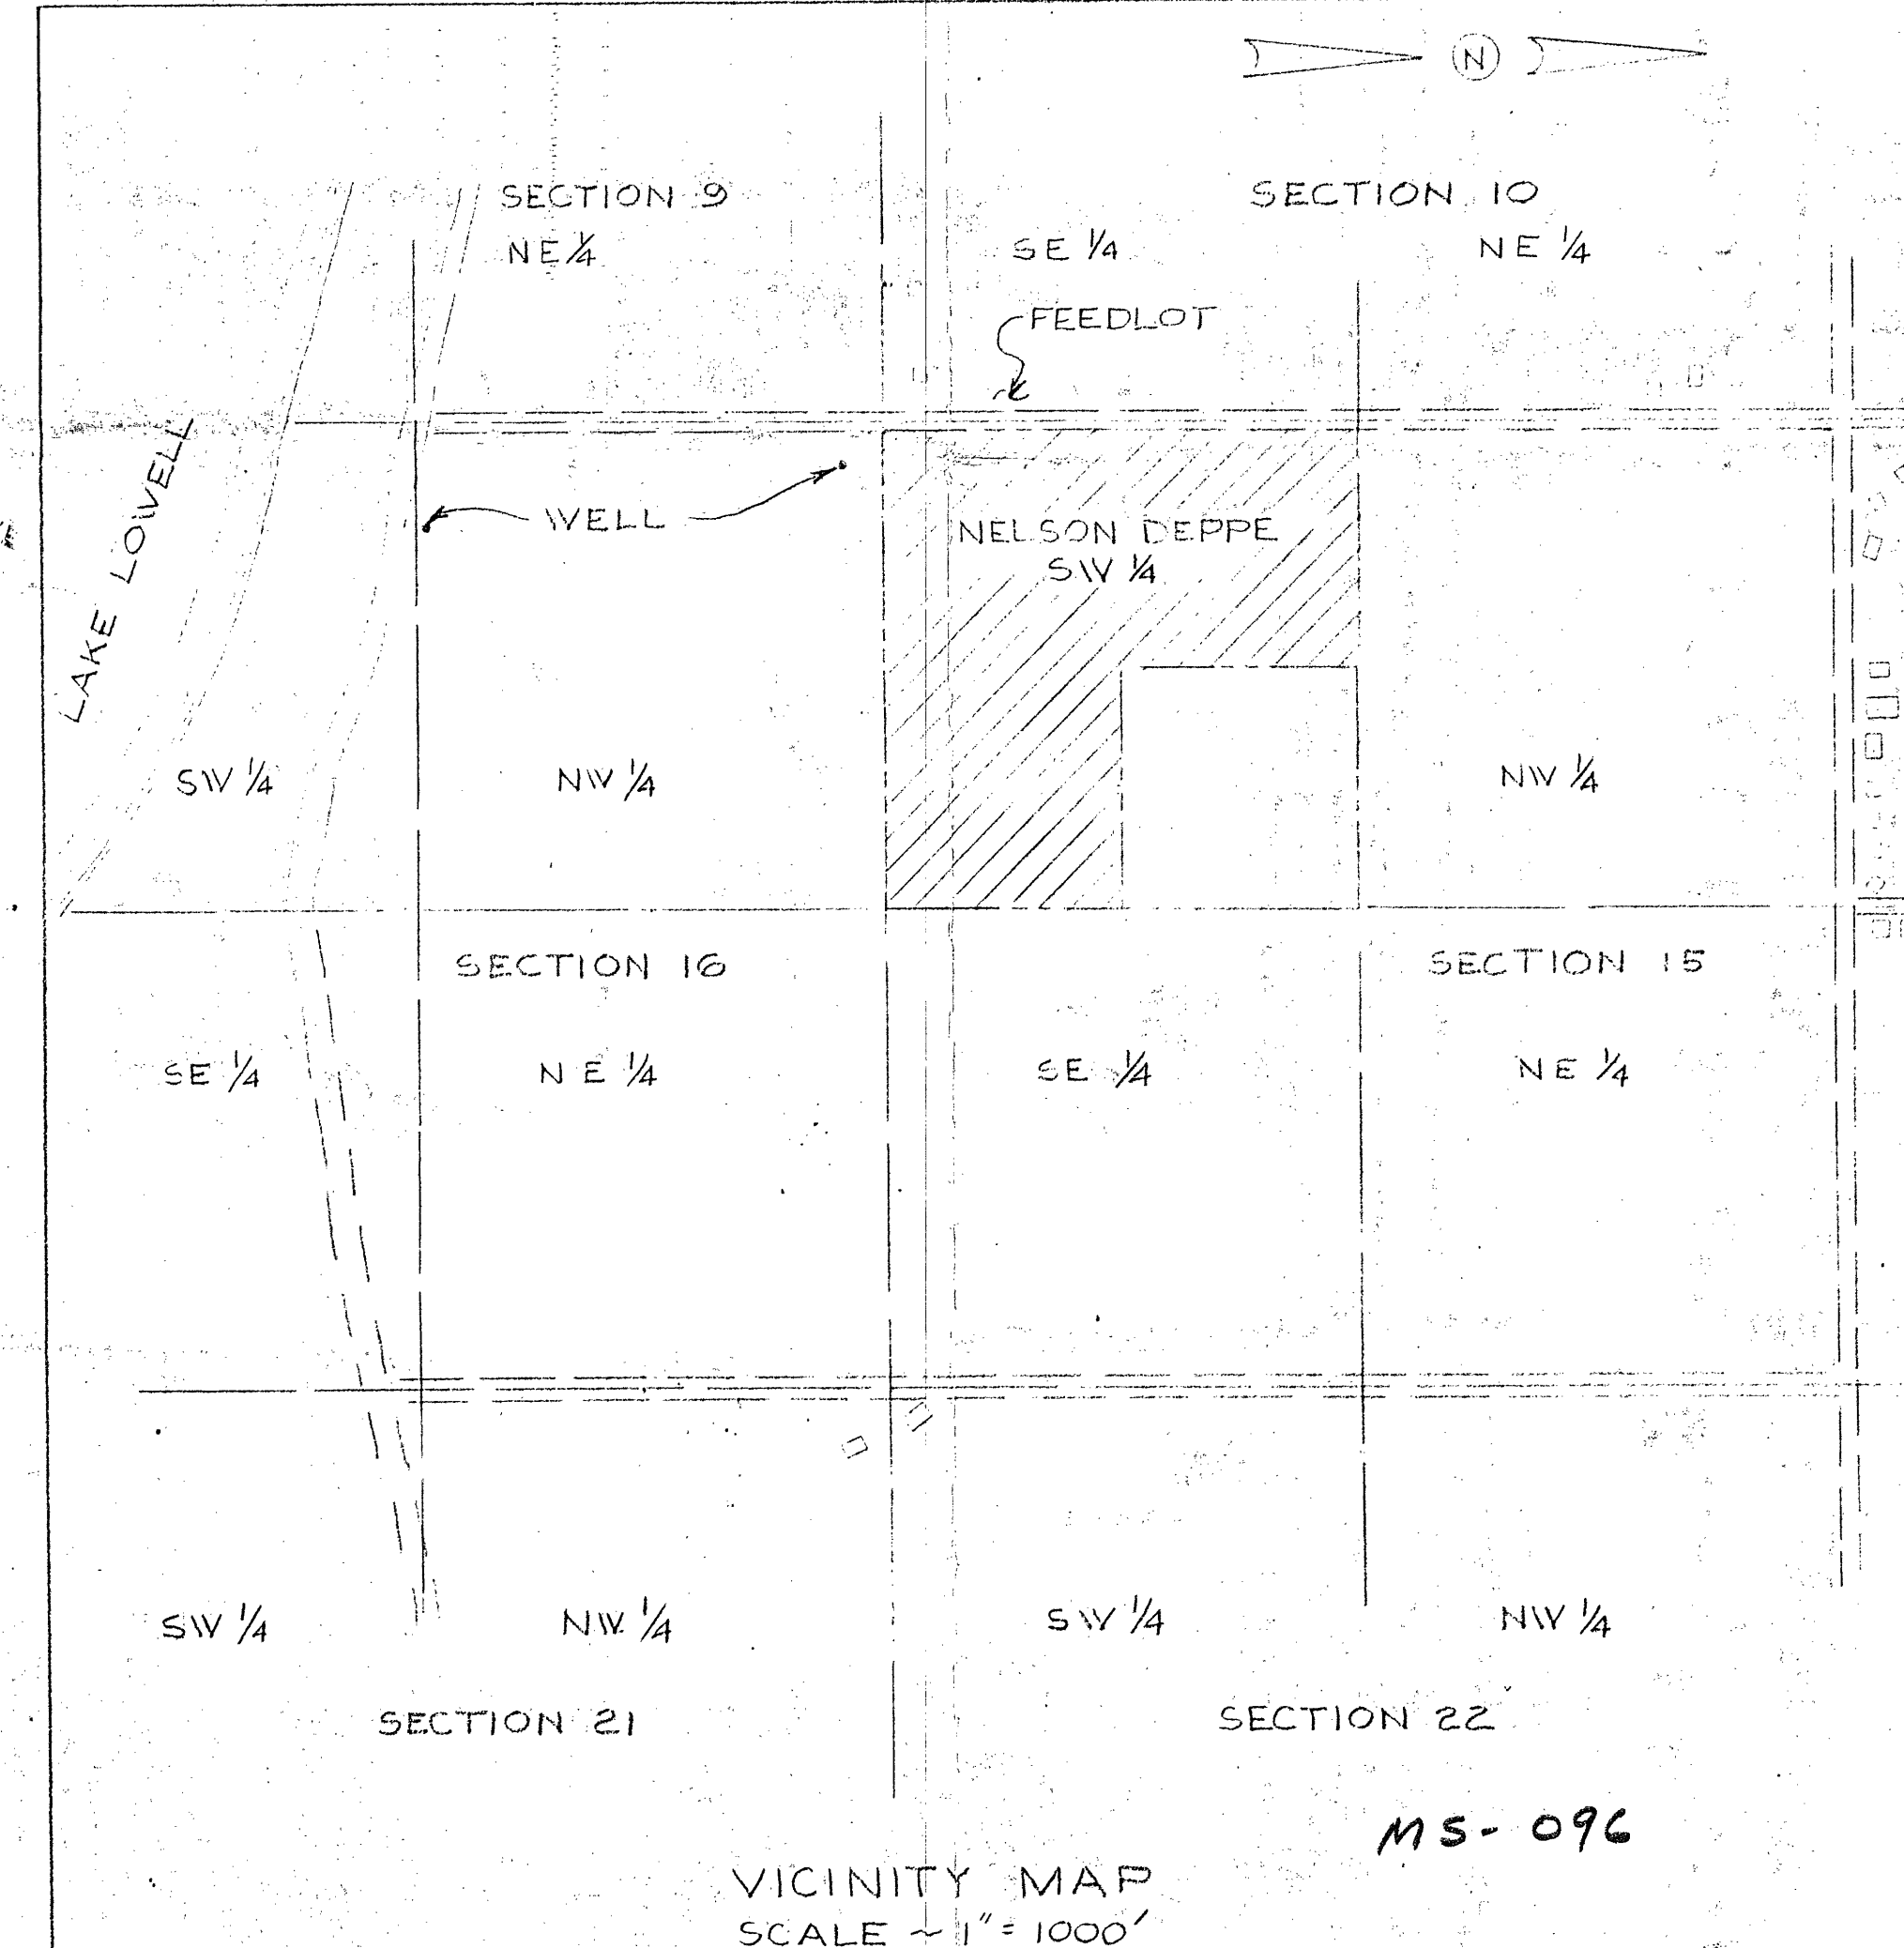 N
SECTION 9
NE 1/4
SECTION 10
SE 1/4
NE 1/4
FEEDLOT
LAKE LOWELL
WELL
NELSON DEPPE
SW 1/4
SW 1/4
NW 1/4
NW 1/4
SECTION 16
SECTION 15
SE 1/4
NE 1/4
SE 1/4
NE 1/4
SW 1/4
NW 1/4
SW 1/4
NW 1/4
SECTION 21
SECTION 22
MS-096
VICINITY MAP
SCALE ~ 1" = 1000'